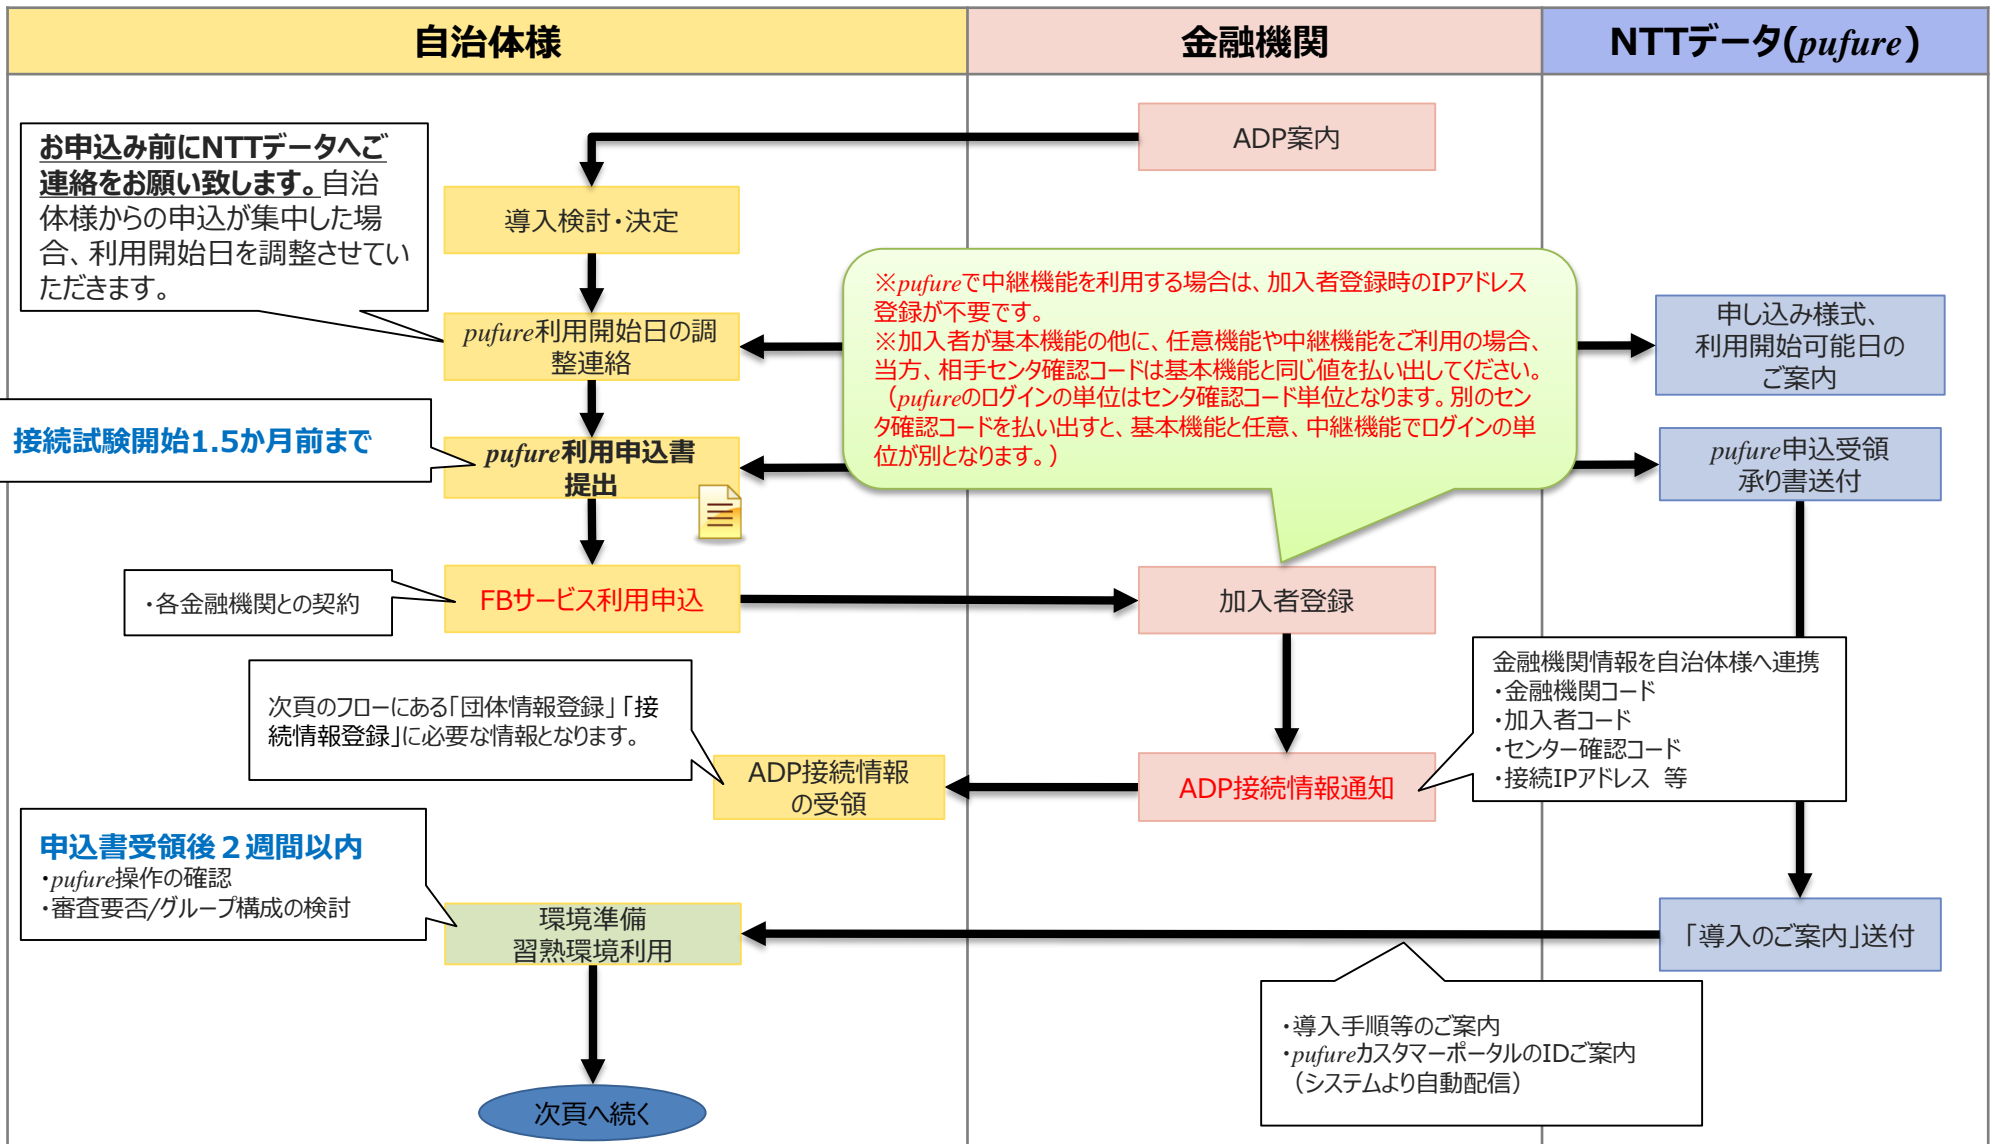 自治体様
金融機関
NTTデータ(pufure)
お申込み前にNTTデータへご
連絡をお願い致します。自治
体様からの申込が集中した場
合、利用開始日を調整させてい
ただきます。
ADP案内
導入検討・決定
※pufureで中継機能を利用する場合は、加入者登録時のIPアドレス
登録が不要です。
※加入者が基本機能の他に、任意機能や中継機能をご利用の場合、
当方、相手センタ確認コードは基本機能と同じ値を払い出してください。
（pufureのログインの単位はセンタ確認コード単位となります。別のセン
タ確認コードを払い出すと、基本機能と任意、中継機能でログインの単
位が別となります。）
pufure利用開始日の調
整連絡
申し込み様式、
利用開始可能日の
ご案内
接続試験開始1.5か月前まで
pufure利用申込書
提出
pufure申込受領
承り書送付
・各金融機関との契約
FBサービス利用申込
加入者登録
金融機関情報を自治体様へ連携
・金融機関コード
・加入者コード
・センター確認コード
・接続IPアドレス 等
次頁のフローにある「団体情報登録」「接
続情報登録」に必要な情報となります。
ADP接続情報
の受領
ADP接続情報通知
申込書受領後２週間以内
・pufure操作の確認
・審査要否/グループ構成の検討
環境準備
習熟環境利用
「導入のご案内」送付
・導入手順等のご案内
・pufureカスタマーポータルのIDご案内
（システムより自動配信）
次頁へ続く